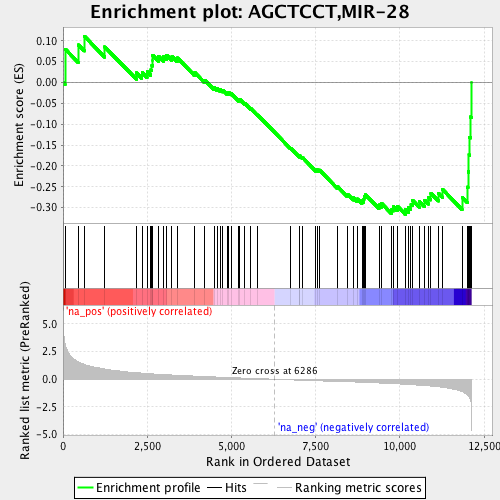 Enrichment plot: AGCTCCT,MIR-28
Enrichment score (ES)
0.10
0.05
0.00
-0.05
-0.10
-0.15
-0.20
-0.25
-0.30
'na_pos' (positively correlated)
Ranked list metric (PreRanked)
5.0
2.5
0.0
-2.5
-5.0
Zero cross at 6286
'na_neg' (negatively correlated)
0
2,500
5,000
7,500
10,000
12,500
Rank in Ordered Dataset
Enrichment profile
Hits
Ranking metric scores